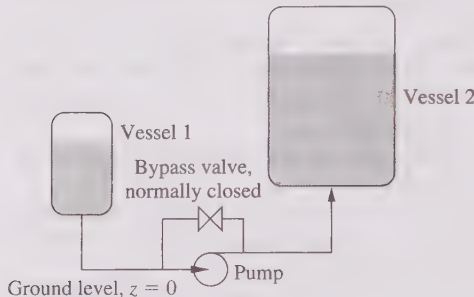 Vessel 2
Vessel 1
Bypass valve,
normally closed
Pump
Ground level, z = 0